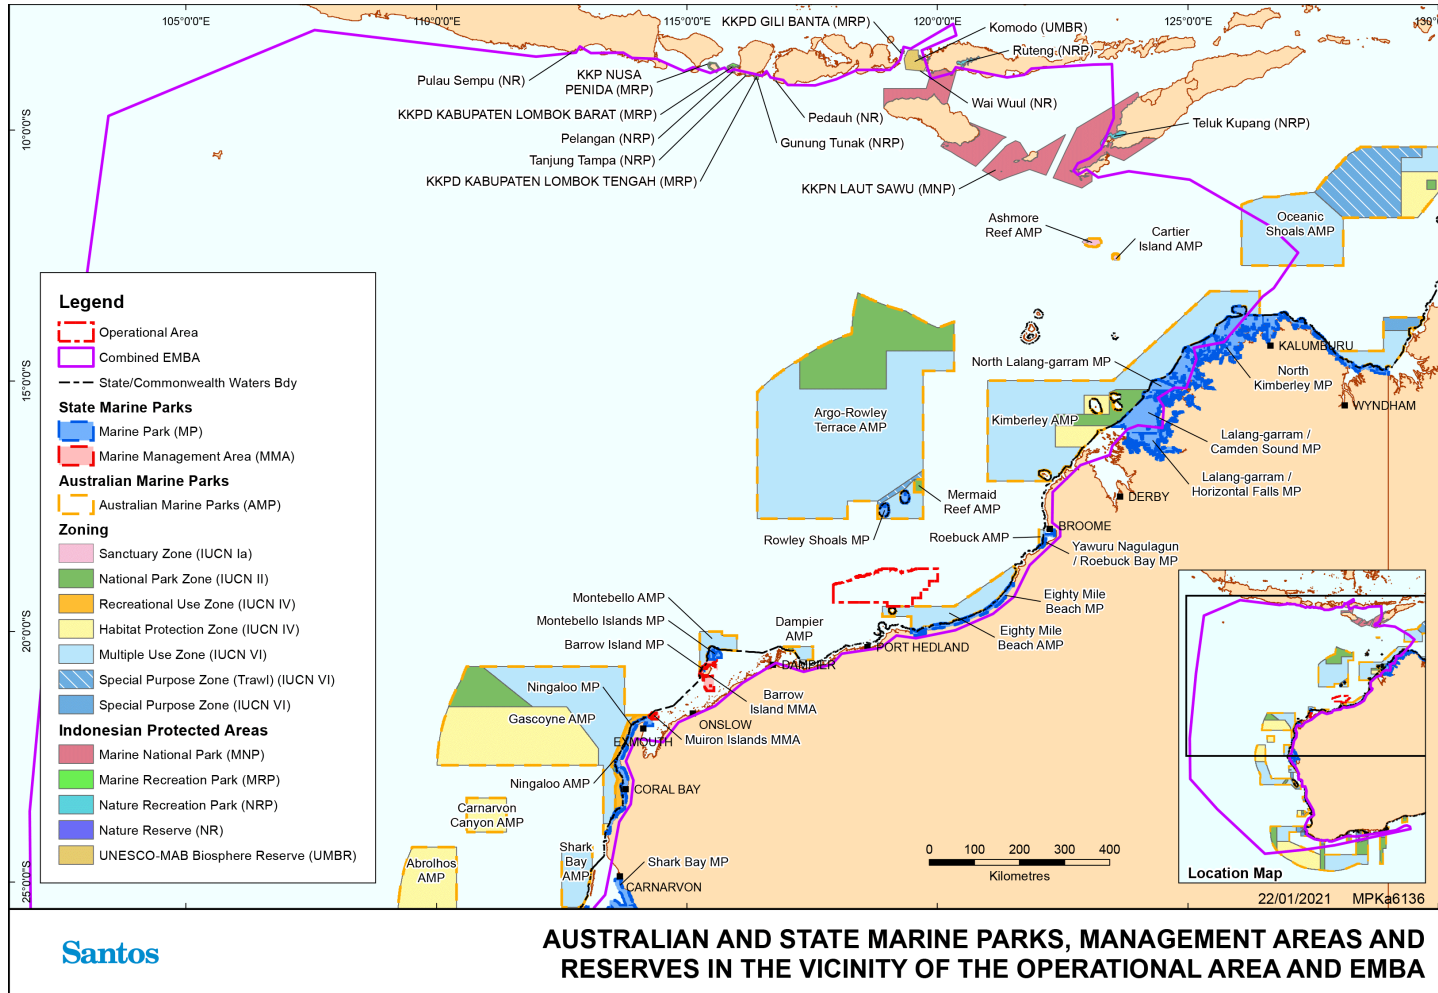 105°0'0"E
110°0'0"E
115°0'0"E
120°0'0"E
125°0'0"E
10°0'0"S
15°0'0"S
20°0'0"S
25°0'0"S
KKPD GILI BANTA (MRP)
Komodo (UMBR)
Ruteng (NRP)
Pulau Sempu (NR)
KKP NUSA
PENIDA (MRP)
Wai Wuul (NR)
KKPD KABUPATEN LOMBOK BARAT (MRP)
Pedauh (NR)
Teluk Kupang (NRP)
Pelangan (NRP)
Gunung Tunak (NRP)
Tanjung Tampa (NRP)
KKPD KABUPATEN LOMBOK TENGAH (MRP)
KKPN LAUT SAWU (MNP)
Ashmore
Reef AMP
Cartier
Island AMP
Oceanic
Shoals AMP
Legend
Operational Area
Combined EMBA
State/Commonwealth Waters Bdy
State Marine Parks
Marine Park (MP)
Marine Management Area (MMA)
Australian Marine Parks
Australian Marine Parks (AMP)
Zoning
Sanctuary Zone (IUCN Ia)
National Park Zone (IUCN II)
Recreational Use Zone (IUCN IV)
Habitat Protection Zone (IUCN IV)
Multiple Use Zone (IUCN VI)
Special Purpose Zone (Trawl) (IUCN VI)
Special Purpose Zone (IUCN VI)
Indonesian Protected Areas
Marine National Park (MNP)
Marine Recreation Park (MRP)
Nature Recreation Park (NRP)
Nature Reserve (NR)
UNESCO-MAB Biosphere Reserve (UMBR)
KALUMBURU
North Lalang-garram MP
North
Kimberley MP
WYNDHAM
Argo-Rowley
Terrace AMP
Kimberley AMP
Lalang-garram /
Camden Sound MP
Lalang-garram /
Horizontal Falls MP
Mermaid
Reef AMP
DERBY
Rowley Shoals MP
Roebuck AMP
BROOME
Yawuru Nagulagun
/ Roebuck Bay MP
Eighty Mile
Beach MP
Eighty Mile
Beach AMP
Montebello AMP
Montebello Islands MP
Barrow Island MP
Dampier
AMP
DAMPIER
PORT HEDLAND
Ningaloo MP
Barrow
Island MMA
Gascoyne AMP
ONSLOW
EXMOUTH
Muiron Islands MMA
Ningaloo AMP
CORAL BAY
Carnarvon
Canyon AMP
Abrolhos
AMP
Shark
Bay
AMP
Shark Bay MP
CARNARVON
0 100 200 300 400
Kilometres
Location Map
22/01/2021 MPKa6136
Santos
AUSTRALIAN AND STATE MARINE PARKS, MANAGEMENT AREAS AND
RESERVES IN THE VICINITY OF THE OPERATIONAL AREA AND EMBA